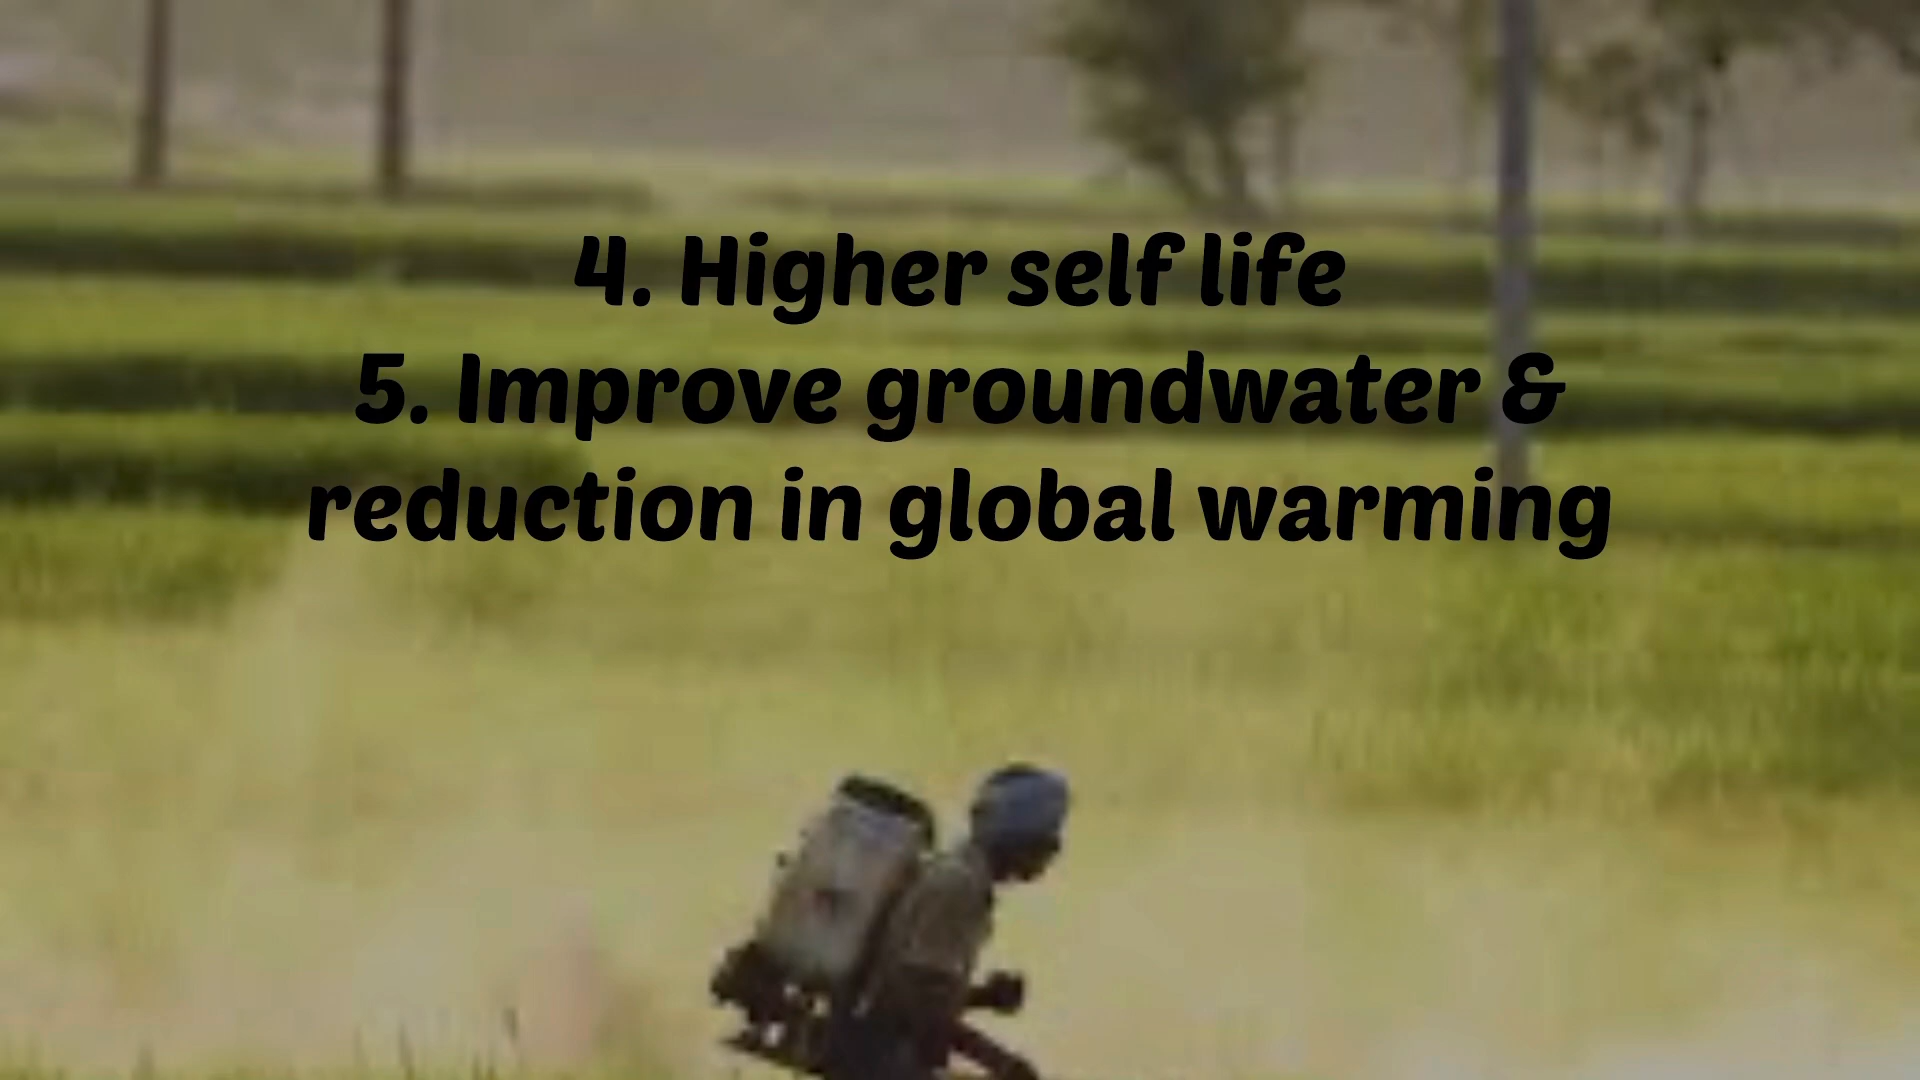 4. Higher self life
5. Improve groundwater &
reduction in global warming